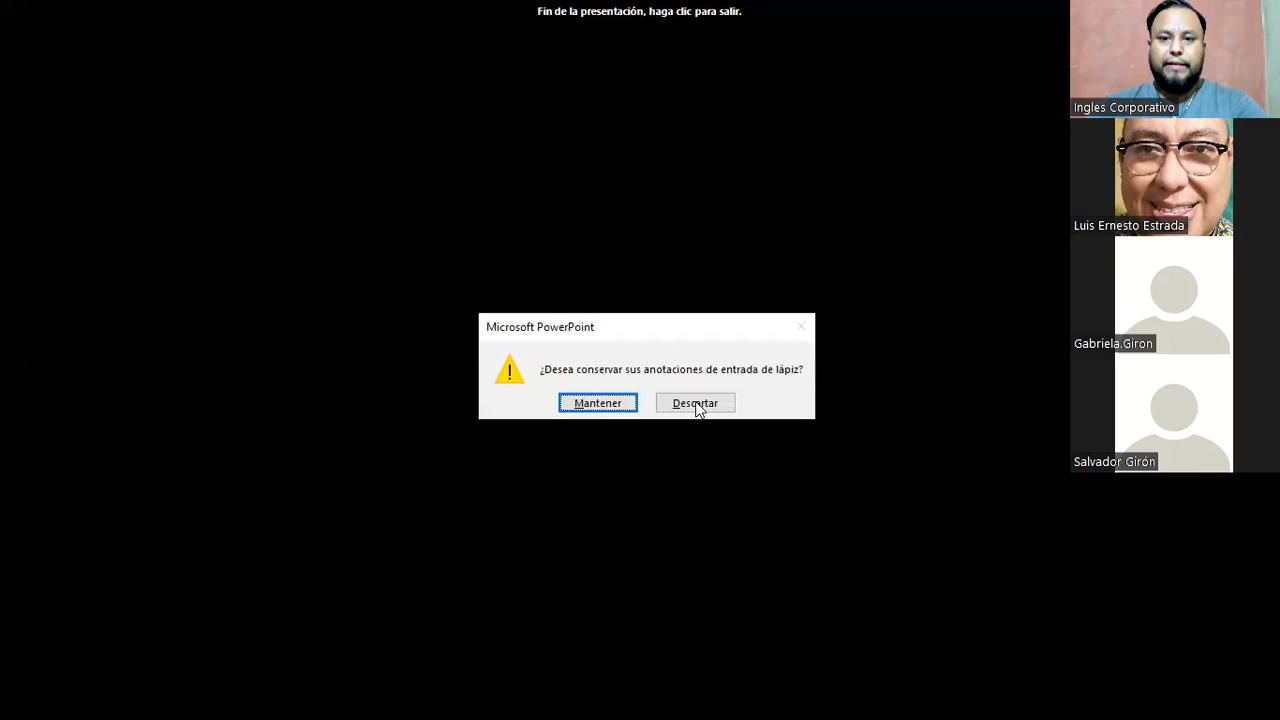 Fin de la presentación, haga clic para salir.
Ingles Corporativo
Luis Ernesto Estrada
Gabriela.Giron
Microsoft PowerPoint
¿Desea conservar sus anotaciones de entrada de lápiz?
Mantener
Descartar
Salvador Girón